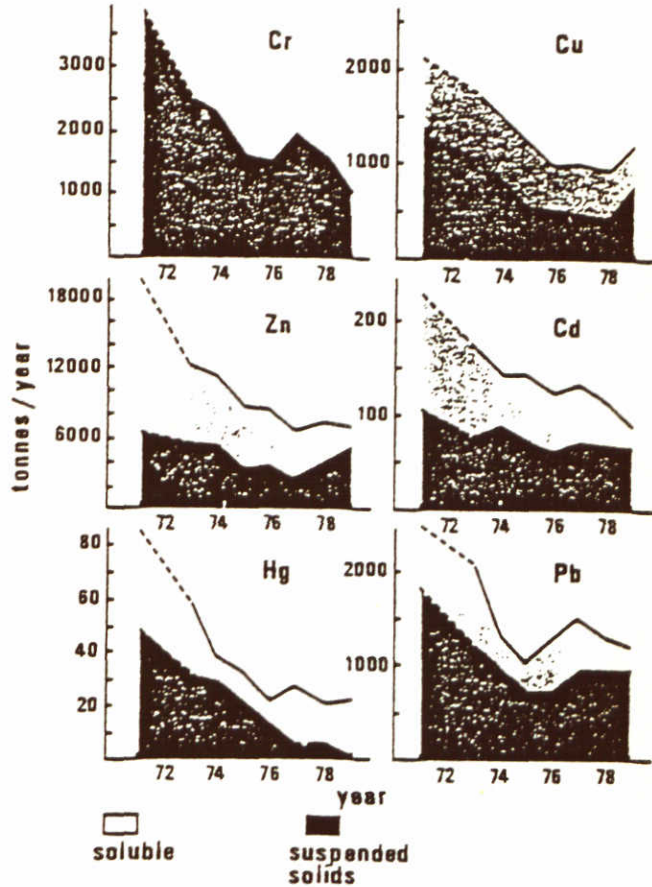 Cr
3000
2000
1000
72 74 76 78
Cu
2000
1000
72 74 76 78
Zn
18000
12000
6000
72 74 76 78
Cd
200
100
72 74 76 78
Hg
80
60
40
20
72 74 76 78
Pb
2000
1000
72 74 76 78
tonnes / year
year
soluble
suspended
solids